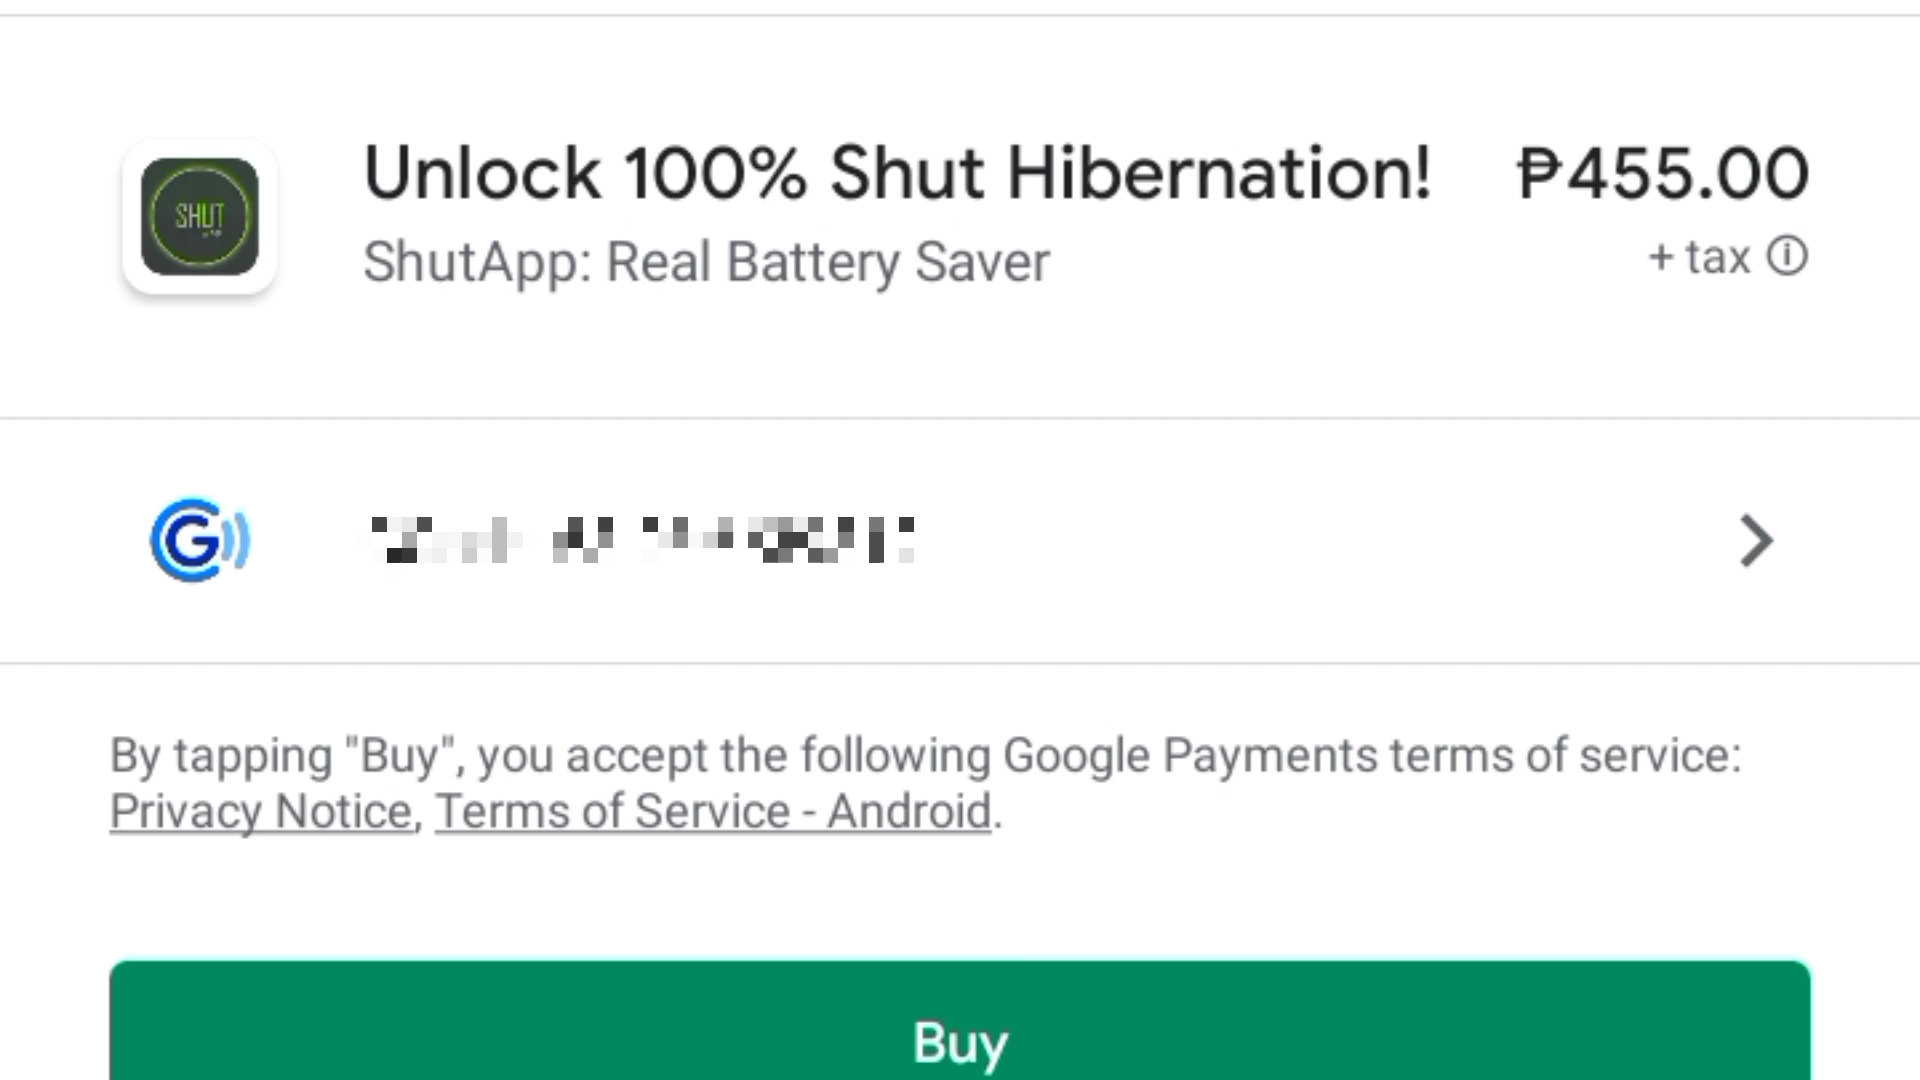 SHUT
Unlock 100% Shut Hibernation!
₱455.00
ShutApp: Real Battery Saver
+ tax
By tapping "Buy", you accept the following Google Payments terms of service:
Privacy Notice, Terms of Service - Android.
Buy